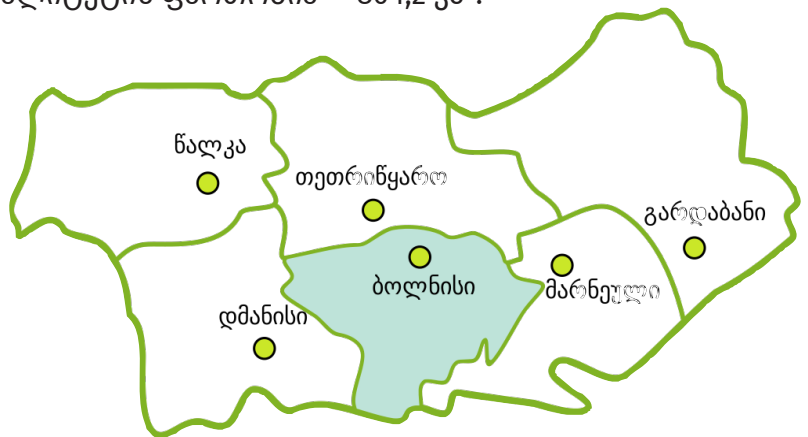 წალკა
თეთრიწყარო
გარდაბანი
ბოლნისი
მარნეული
დმანისი